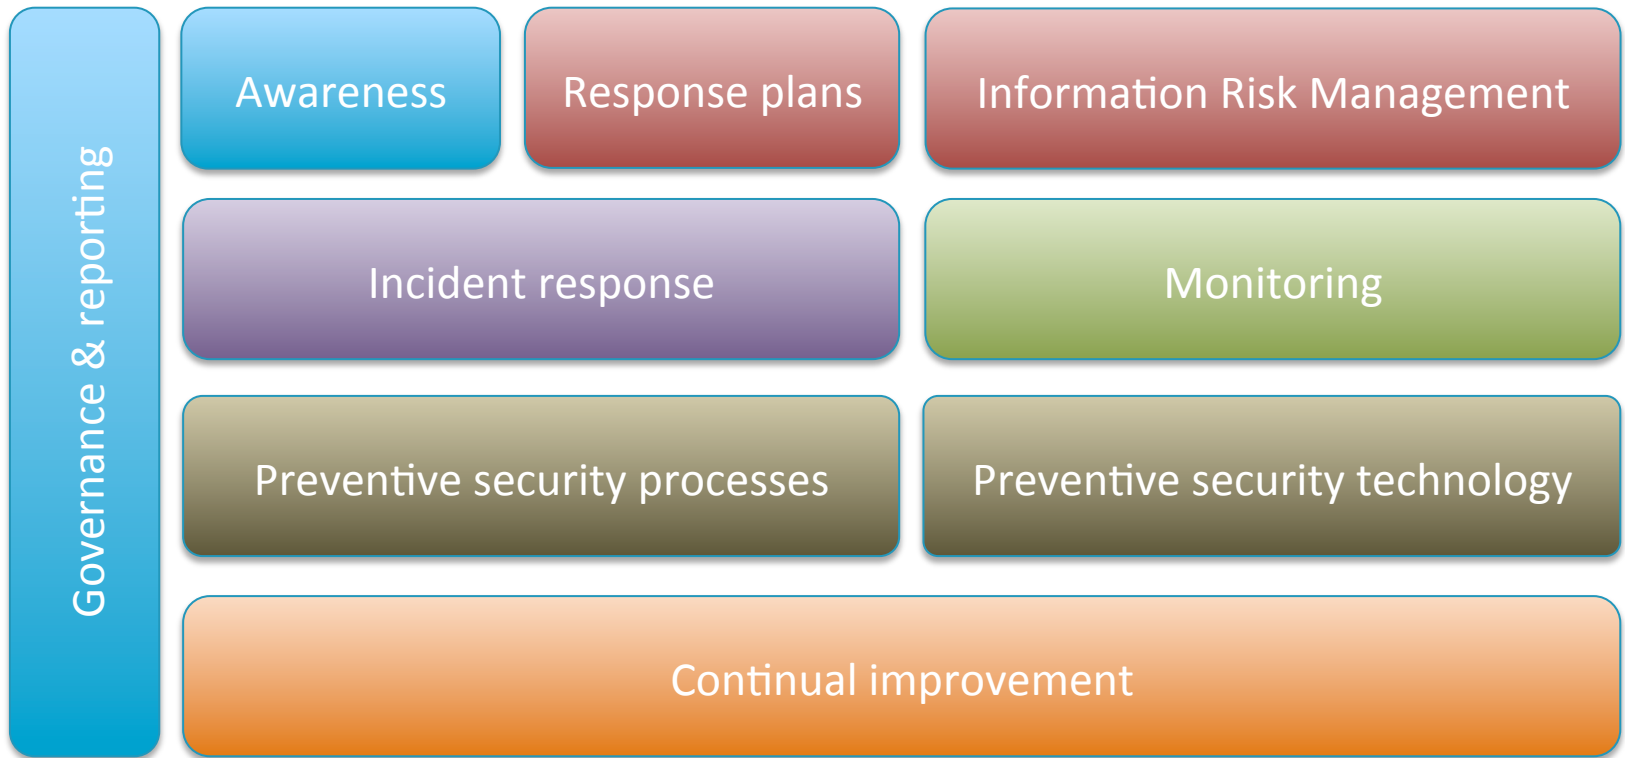 Governance & reporting
Awareness
Response plans
Information Risk Management
Incident response
Monitoring
Preventive security processes
Preventive security technology
Continual improvement